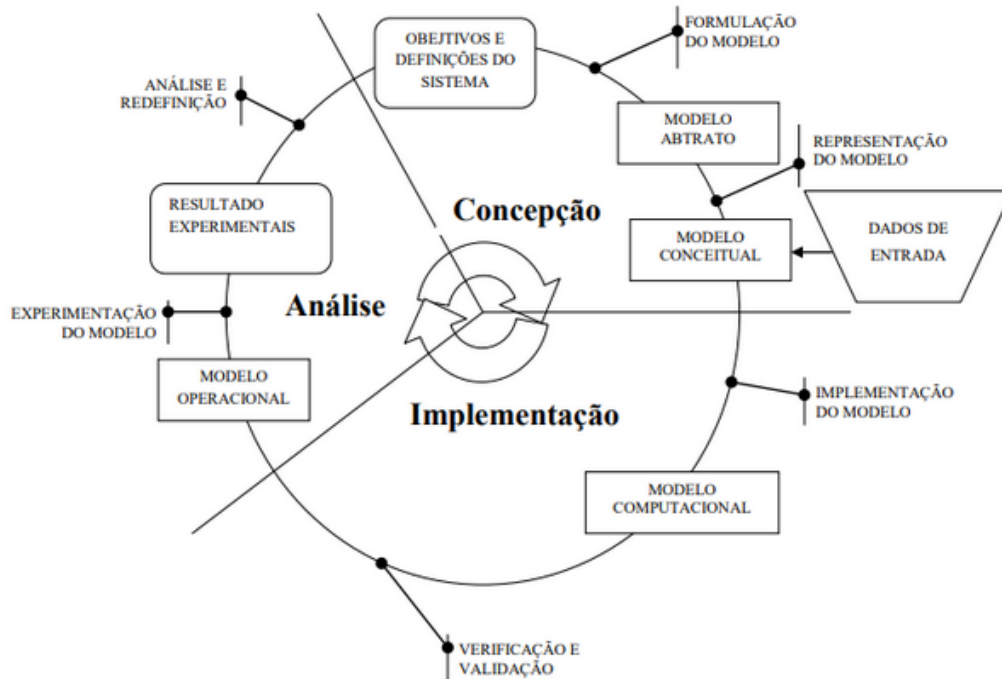 OBEJTIVOS E
DEFINIÇÕES DO
SISTEMA
FORMULAÇÃO
DO MODELO
MODELO
ABTRATO
REPRESENTAÇÃO
DO MODELO
MODELO
CONCEITUAL
DADOS DE
ENTRADA
IMPLEMENTAÇÃO
DO MODELO
MODELO
COMPUTACIONAL
VERIFICAÇÃO E
VALIDAÇÃO
MODELO
OPERACIONAL
EXPERIMENTAÇÃO
DO MODELO
RESULTADO
EXPERIMENTAIS
ANÁLISE E
REDEFINIÇÃO
Concepção
Análise
Implementação